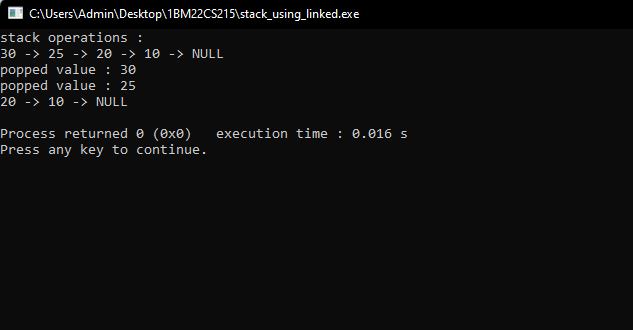 C:\Users\Admin\Desktop\1BM22CS215\stack_using_linked.exe
stack operations :
30 -> 25 -> 20 -> 10 -> NULL
popped value : 30
popped value : 25
20 -> 10 -> NULL
Process returned 0 (0x0)   execution time : 0.016 s
Press any key to continue.